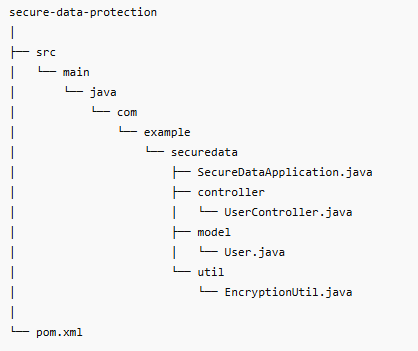 secure-data-protection
│
├── src
│   └── main
│       └── java
│           └── com
│               └── example
│                   └── securedata
│                       ├── SecureDataApplication.java
│                       ├── controller
│                       │   └── UserController.java
│                       ├── model
│                       │   └── User.java
│                       └── util
│                           └── EncryptionUtil.java
│
└── pom.xml